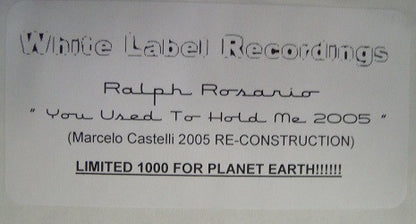 White Label Recordings
Ralph Rosario
" You Used To Hold Me 2005 "
(Marcelo Castelli 2005 RE-CONSTRUCTION)
LIMITED 1000 FOR PLANET EARTH!!!!!!